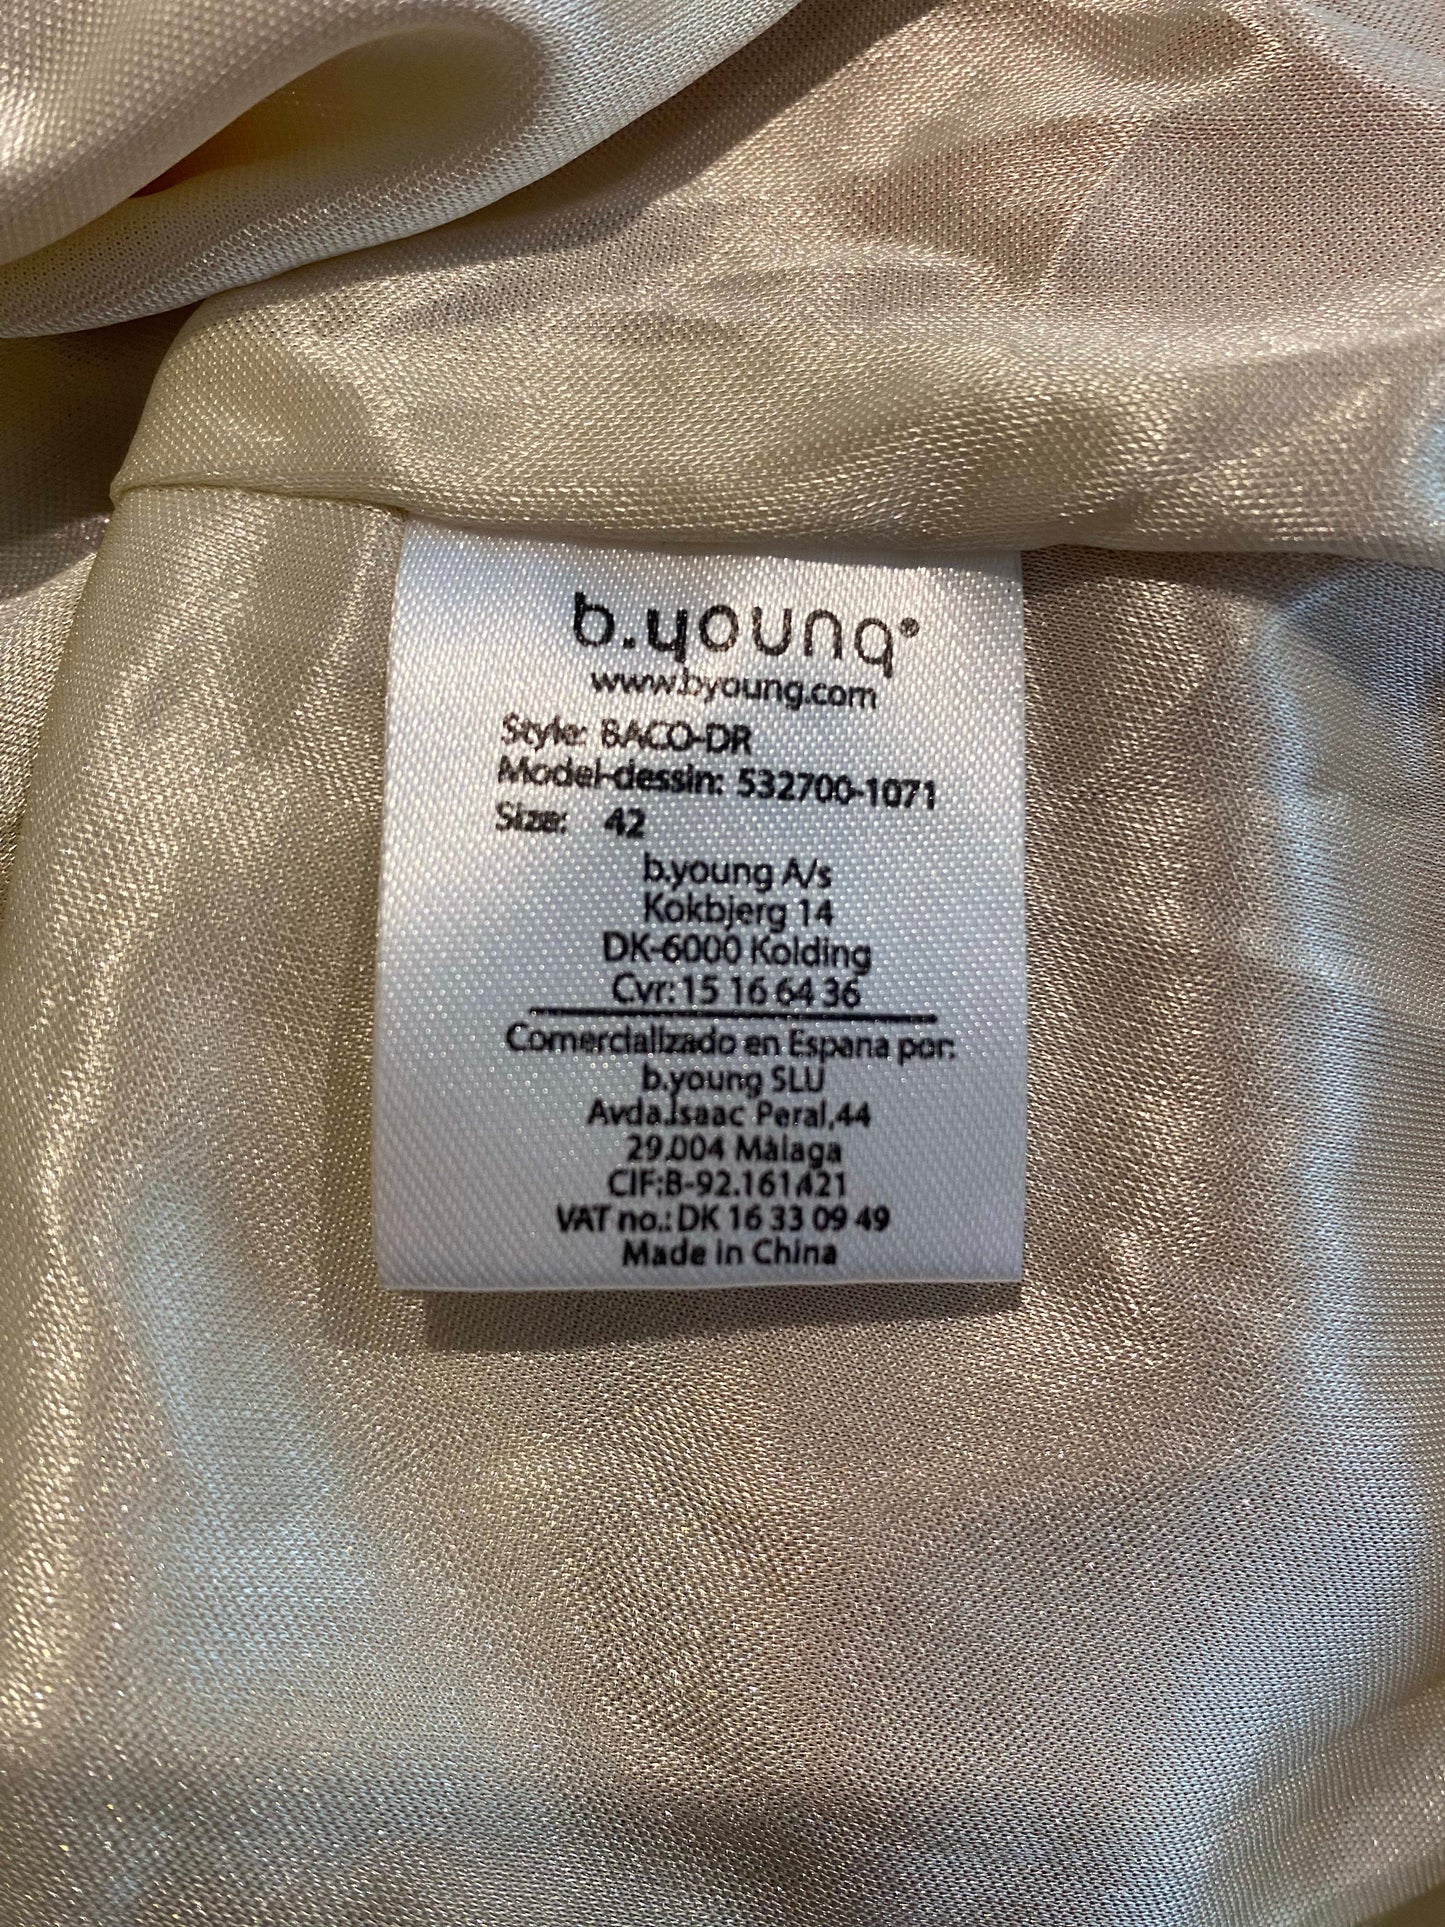 b.young®
www.byoung.com
Style: BACO-DR
Model-dessin: 532700-1071
Size: 42
b.young A/s
Kokbjerg 14
DK-6000 Kolding
Cvr: 15 16 64 36
Comercializado en Espana por:
b.young SLU
Avda.Isaac Peral,44
29.004 Màlaga
CIF:B-92.161.421
VAT no.: DK 16 33 09 49
Made in China